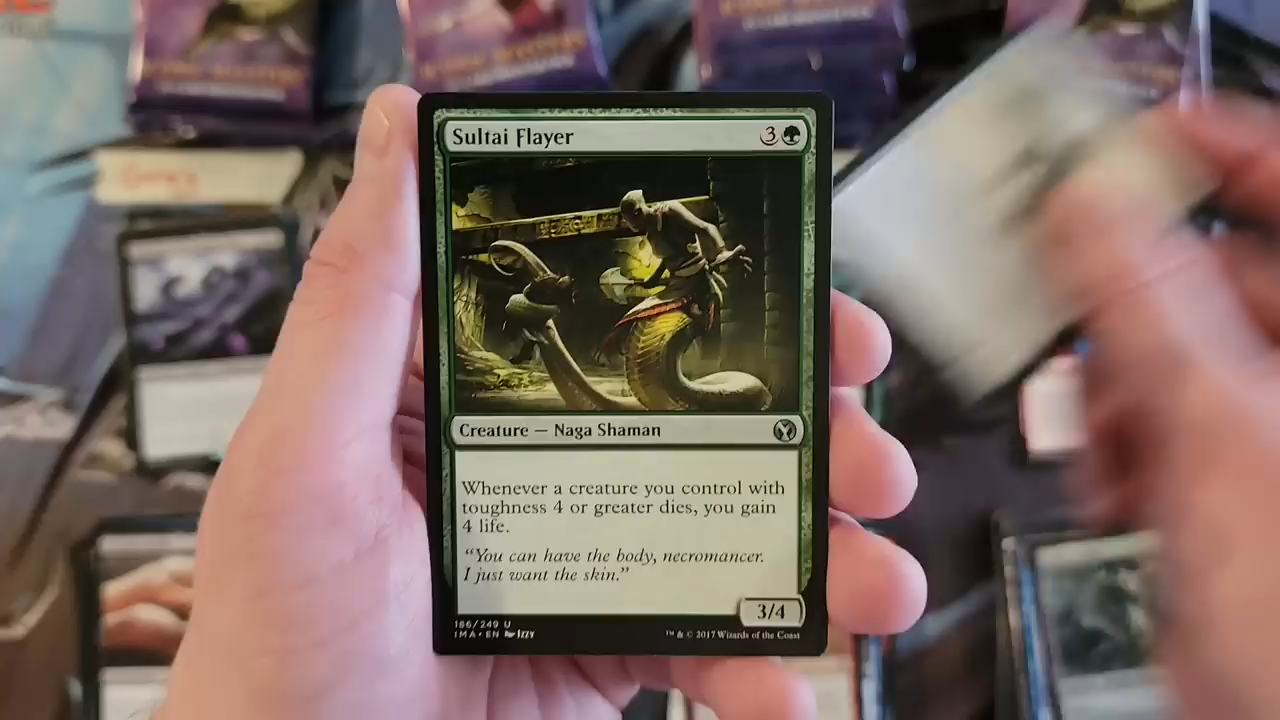 Sultai Flayer 3
Creature — Naga Shaman
Whenever a creature you control with
toughness 4 or greater dies, you gain
4 life.
“You can have the body, necromancer.
I just want the skin.”
3/4
186/249 U
IMA • EN Izzy ™ & © 2017 Wizards of the Coast